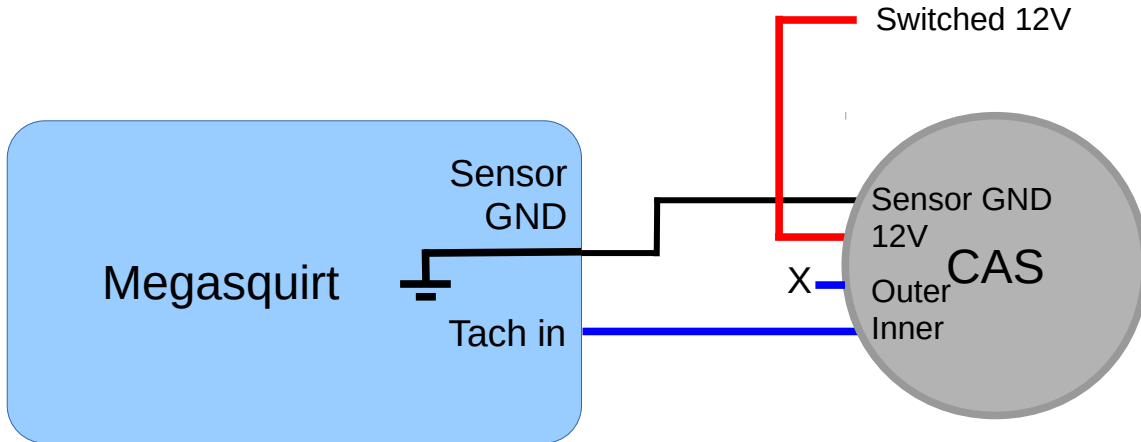 Switched 12V
Sensor
GND
Megasquirt
Tach in
Sensor GND
12V
CAS
X
Outer
Inner